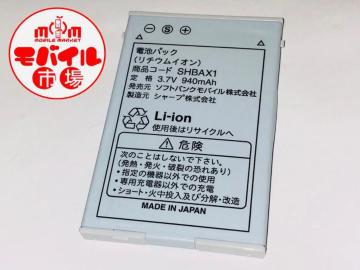 mm
MOBILE MARKET
モバイル
市場
電池パック
(リチウムイオン)
商品コード SHBAX1
定 格 3.7V 940mAh
発売元 ソフトバンクモバイル株式会社
製造元 シャープ株式会社
Li-ion
使用後はリサイクルへ
⚠危険
次のことはしないでください
(発熱・発火・破裂の恐れあり)
・指定の機器以外での使用
・専用充電器以外での充電
・ショート・火中投入及び分解・改造
MADE IN JAPAN